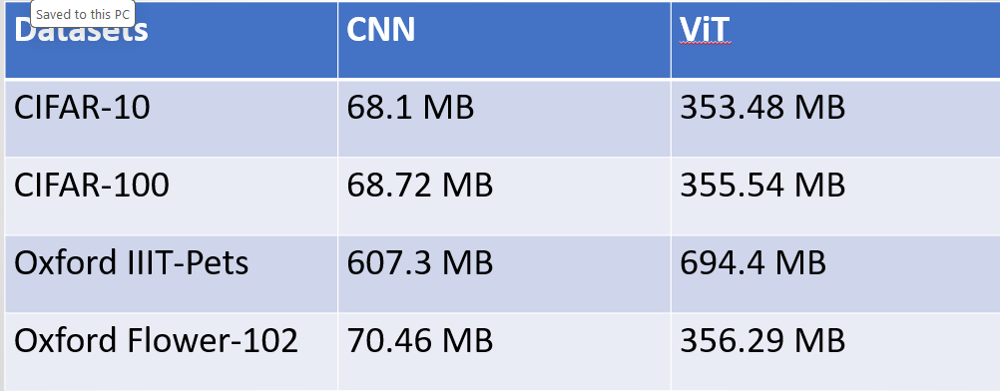 Saved to this PC
Datasets CNN ViT
CIFAR-10 68.1 MB 353.48 MB
CIFAR-100 68.72 MB 355.54 MB
Oxford IIIT-Pets 607.3 MB 694.4 MB
Oxford Flower-102 70.46 MB 356.29 MB